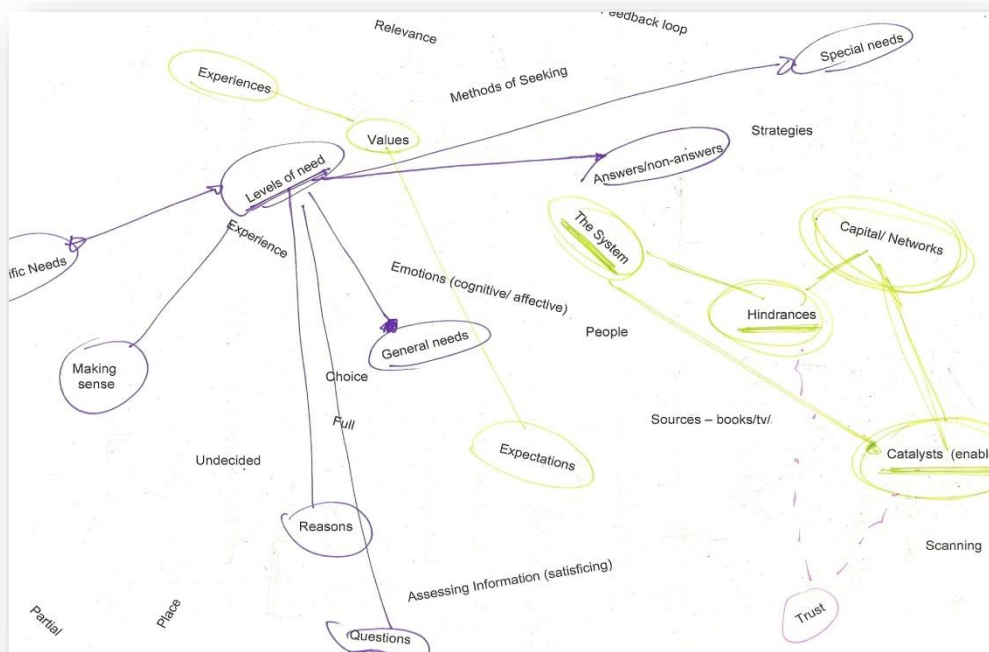 Relevance
eedback loop
Special needs
Experiences
Methods of Seeking
Values
Strategies
Answers/non-answers
Levels of need
The System
Capital/ Networks
Experience
ific Needs
Emotions (cognitive/ affective)
Hindrances
People
General needs
Making
sense
Choice
Full
Sources – books/tv/
Expectations
Catalysts (enabl
Undecided
Reasons
Scanning
Assessing Information (satisficing)
Trust
Partial
Place
Questions